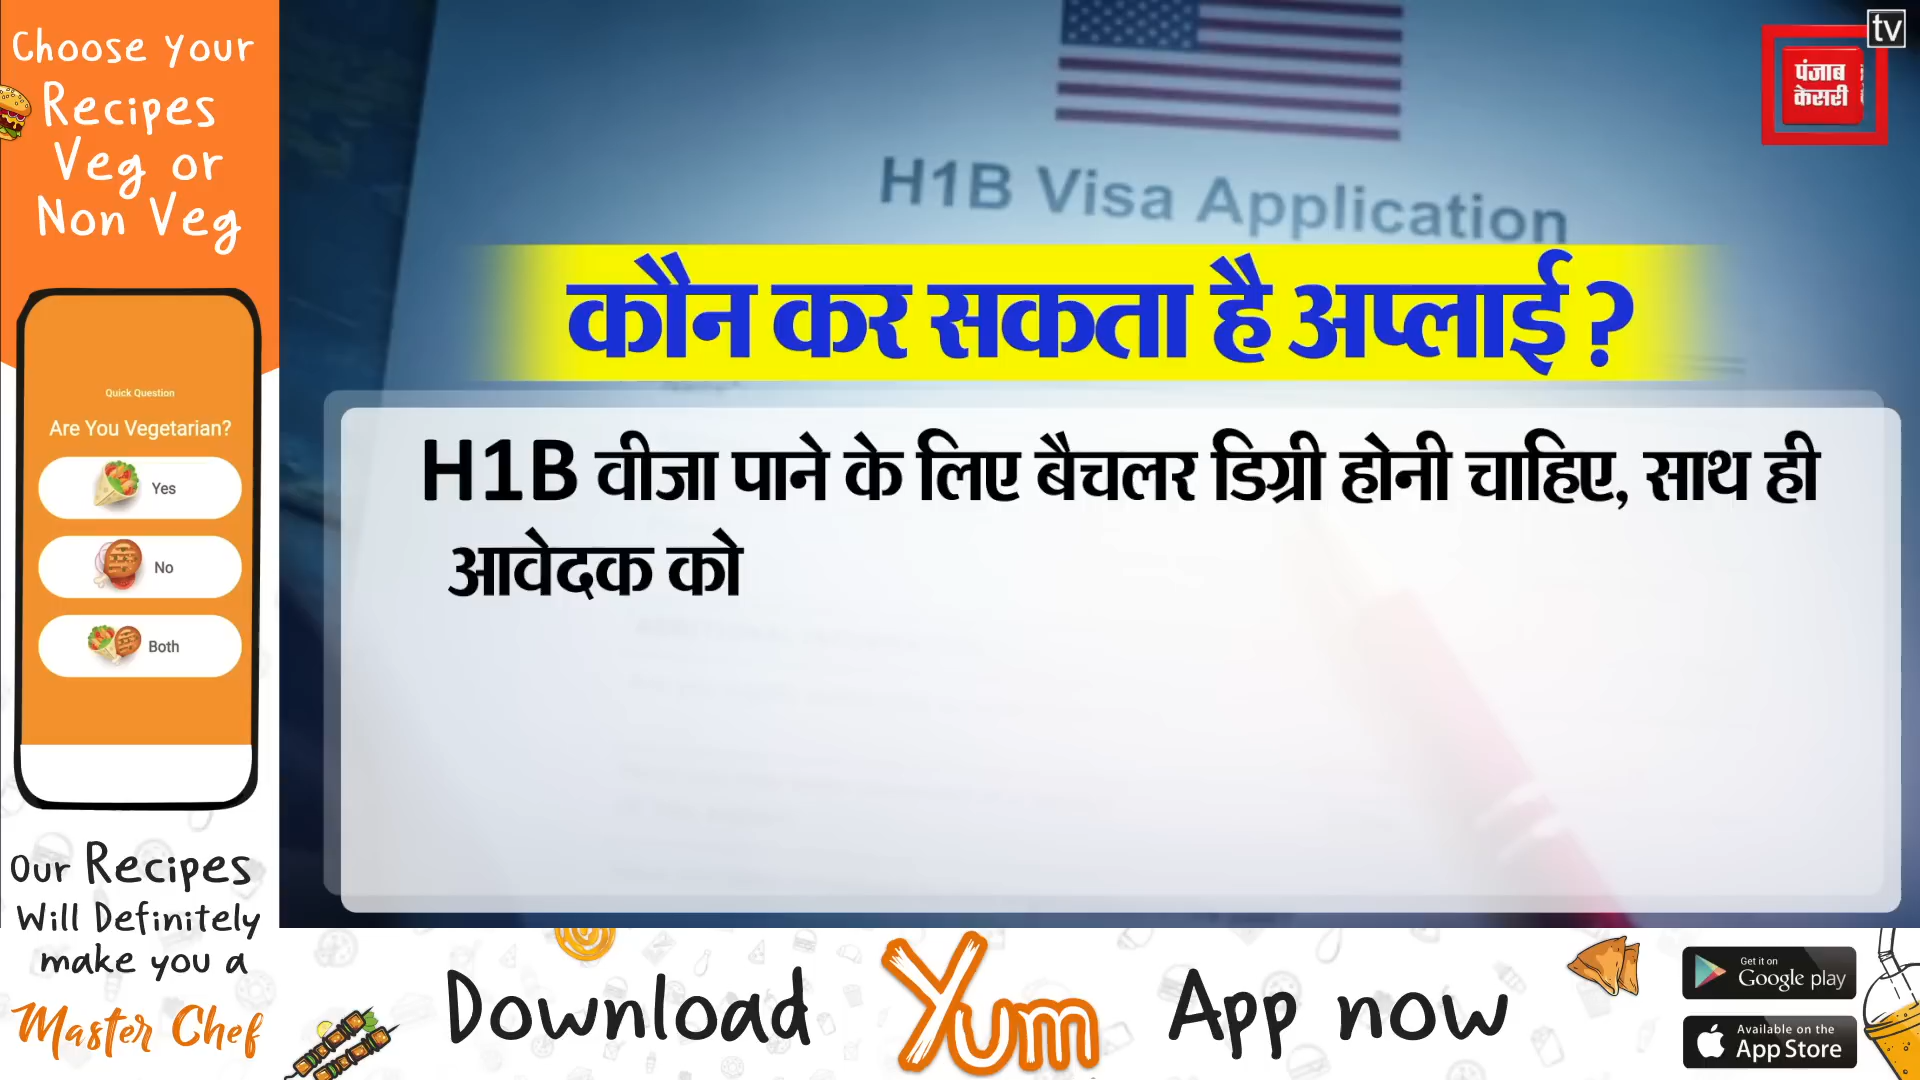 Choose Your
Recipes
Veg or
Non Veg
Quick Question
Are You Vegetarian?
Yes
No
Both
Our Recipes
Will Definitely
make you a
Master Chef
tv
पंजाब
केसरी
H1B Visa Application
कौन कर सकता है अप्लाई ?
H1B वीजा पाने के लिए बैचलर डिग्री होनी चाहिए, साथ ही
आवेदक को
Download Yum App now
Get it on
Google play
Available on the
App Store